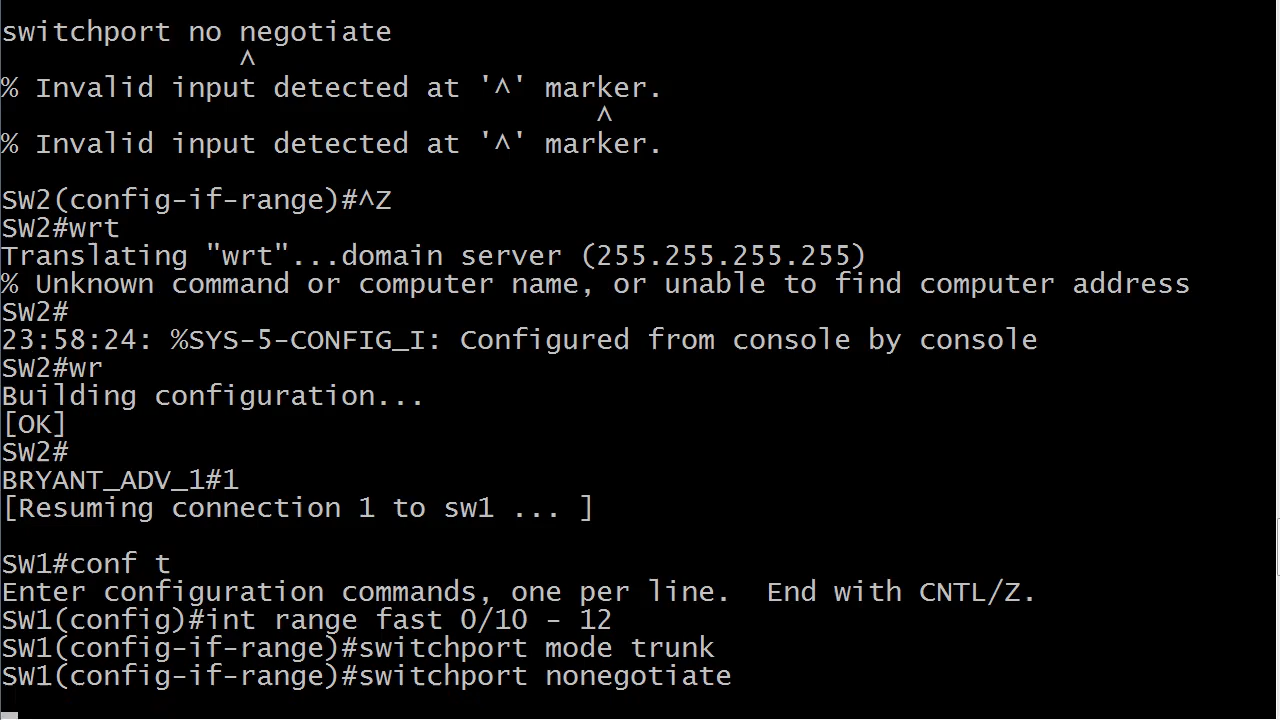 switchport no negotiate
^
% Invalid input detected at '^' marker.
^
% Invalid input detected at '^' marker.
SW2(config-if-range)#^Z
SW2#wrt
Translating "wrt"...domain server (255.255.255.255)
% Unknown command or computer name, or unable to find computer address
SW2#
23:58:24: %SYS-5-CONFIG_I: Configured from console by console
SW2#wr
Building configuration...
[OK]
SW2#
BRYANT_ADV_1#1
[Resuming connection 1 to sw1 ... ]
SW1#conf t
Enter configuration commands, one per line.  End with CNTL/Z.
SW1(config)#int range fast 0/10 - 12
SW1(config-if-range)#switchport mode trunk
SW1(config-if-range)#switchport nonegotiate